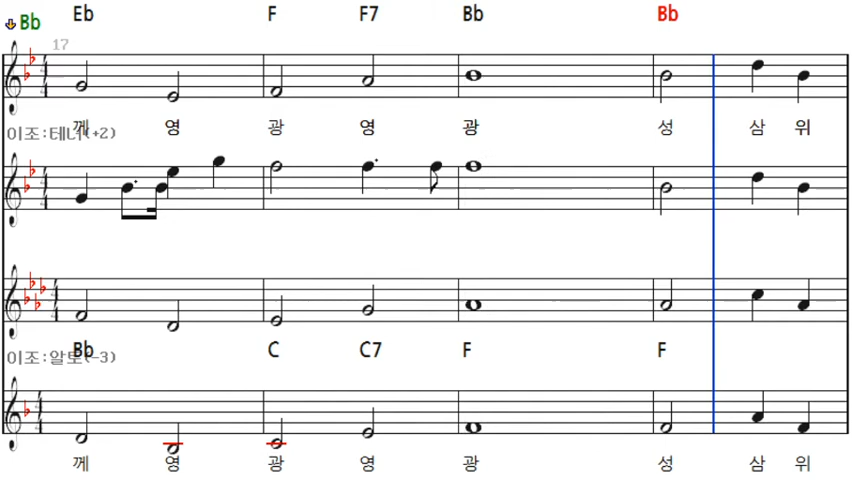 Bb Eb F F7 Bb Bb
17
께 영 광 영 광 성 삼 위
이조:테너(+2)
Bb C C7 F F
이조:알토(-3)
께 영 광 영 광 성 삼 위